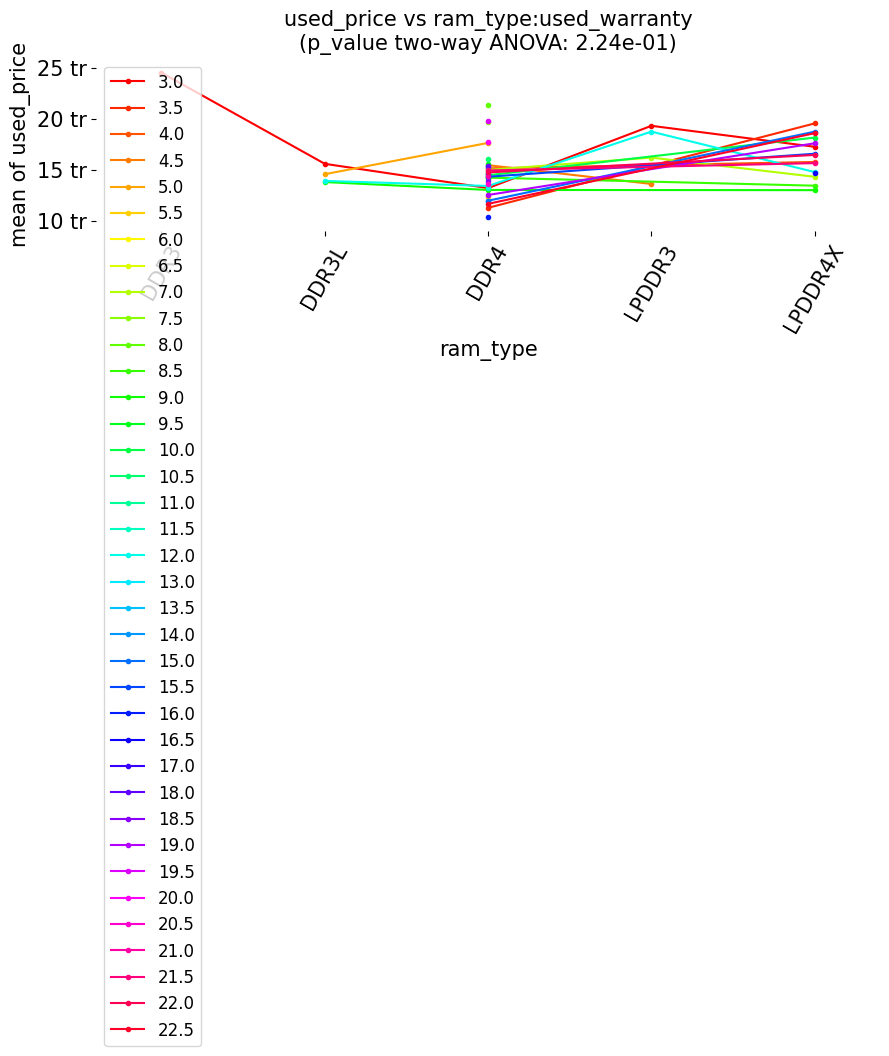 used_price vs ram_type:used_warranty
(p_value two-way ANOVA: 2.24e-01)
mean of used_price
25 tr
20 tr
15 tr
10 tr
3.0
3.5
4.0
4.5
5.0
5.5
6.0
6.5
7.0
7.5
8.0
8.5
9.0
9.5
10.0
10.5
11.0
11.5
12.0
13.0
13.5
14.0
15.0
15.5
16.0
16.5
17.0
18.0
18.5
19.0
19.5
20.0
20.5
21.0
21.5
22.0
22.5
DDR3
DDR3L
DDR4
LPDDR3
LPDDR4X
ram_type